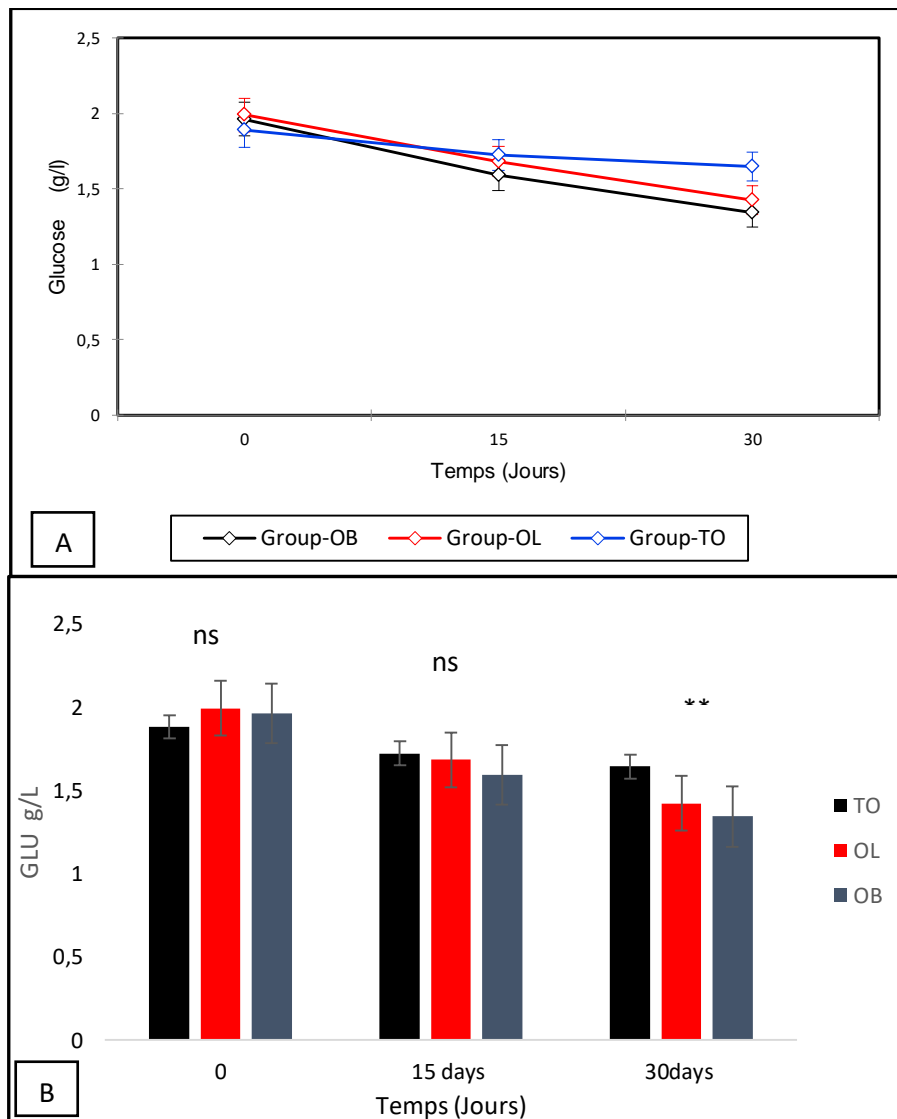 2,5
2
1,5
1
0,5
0
Glucose (g/l)
0 15 30
Temps (Jours)
A
Group-OB Group-OL Group-TO
2,5
2
1,5
1
0,5
0
GLU g/L
ns
ns
**
TO
OL
OB
0 15 days 30days
Temps (Jours)
B